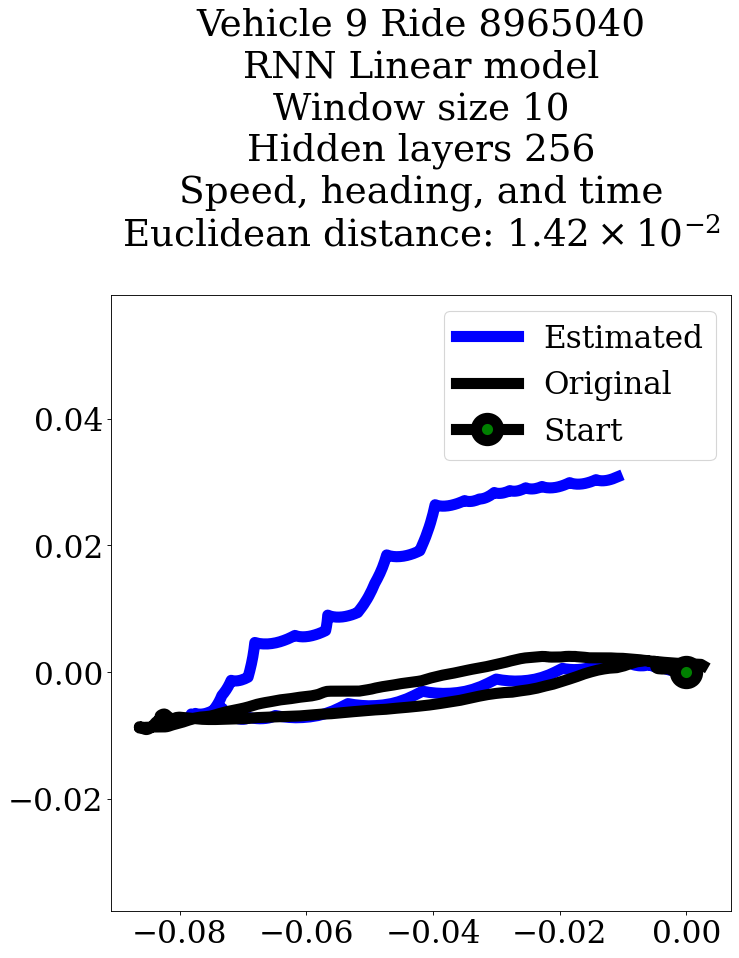 Vehicle 9 Ride 8965040
RNN Linear model
Window size 10
Hidden layers 256
Speed, heading, and time
Euclidean distance: 1.42 × 10⁻²
Estimated
Original
Start
0.04
0.02
0.00
−0.02
−0.08 −0.06 −0.04 −0.02 0.00